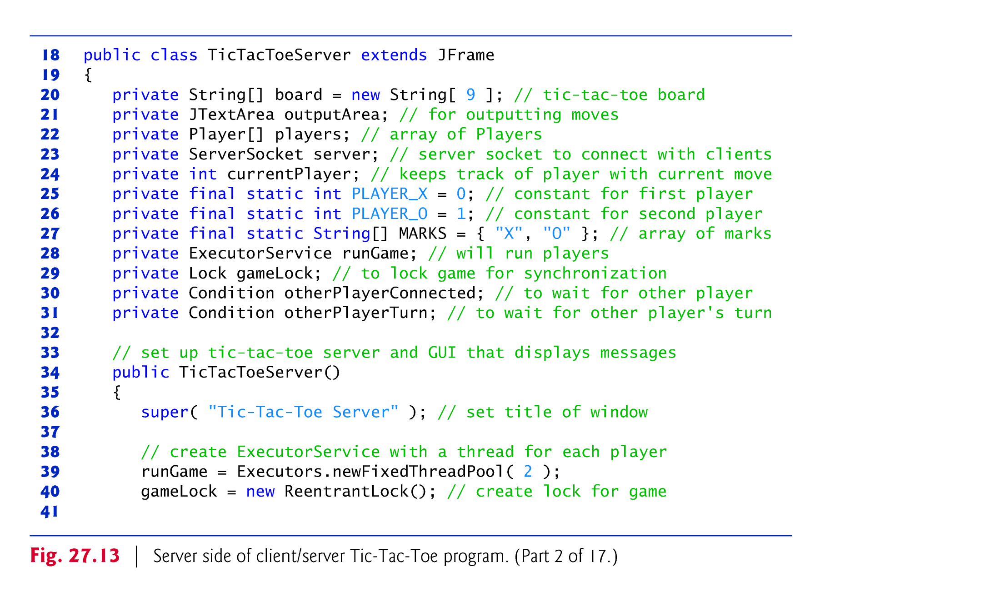 18 public class TicTacToeServer extends JFrame
19 {
20    private String[] board = new String[ 9 ]; // tic-tac-toe board
21    private JTextArea outputArea; // for outputting moves
22    private Player[] players; // array of Players
23    private ServerSocket server; // server socket to connect with clients
24    private int currentPlayer; // keeps track of player with current move
25    private final static int PLAYER_X = 0; // constant for first player
26    private final static int PLAYER_O = 1; // constant for second player
27    private final static String[] MARKS = { "X", "O" }; // array of marks
28    private ExecutorService runGame; // will run players
29    private Lock gameLock; // to lock game for synchronization
30    private Condition otherPlayerConnected; // to wait for other player
31    private Condition otherPlayerTurn; // to wait for other player's turn
32
33    // set up tic-tac-toe server and GUI that displays messages
34    public TicTacToeServer()
35    {
36       super( "Tic-Tac-Toe Server" ); // set title of window
37
38       // create ExecutorService with a thread for each player
39       runGame = Executors.newFixedThreadPool( 2 );
40       gameLock = new ReentrantLock(); // create lock for game
41
Fig. 27.13 | Server side of client/server Tic-Tac-Toe program. (Part 2 of 17.)